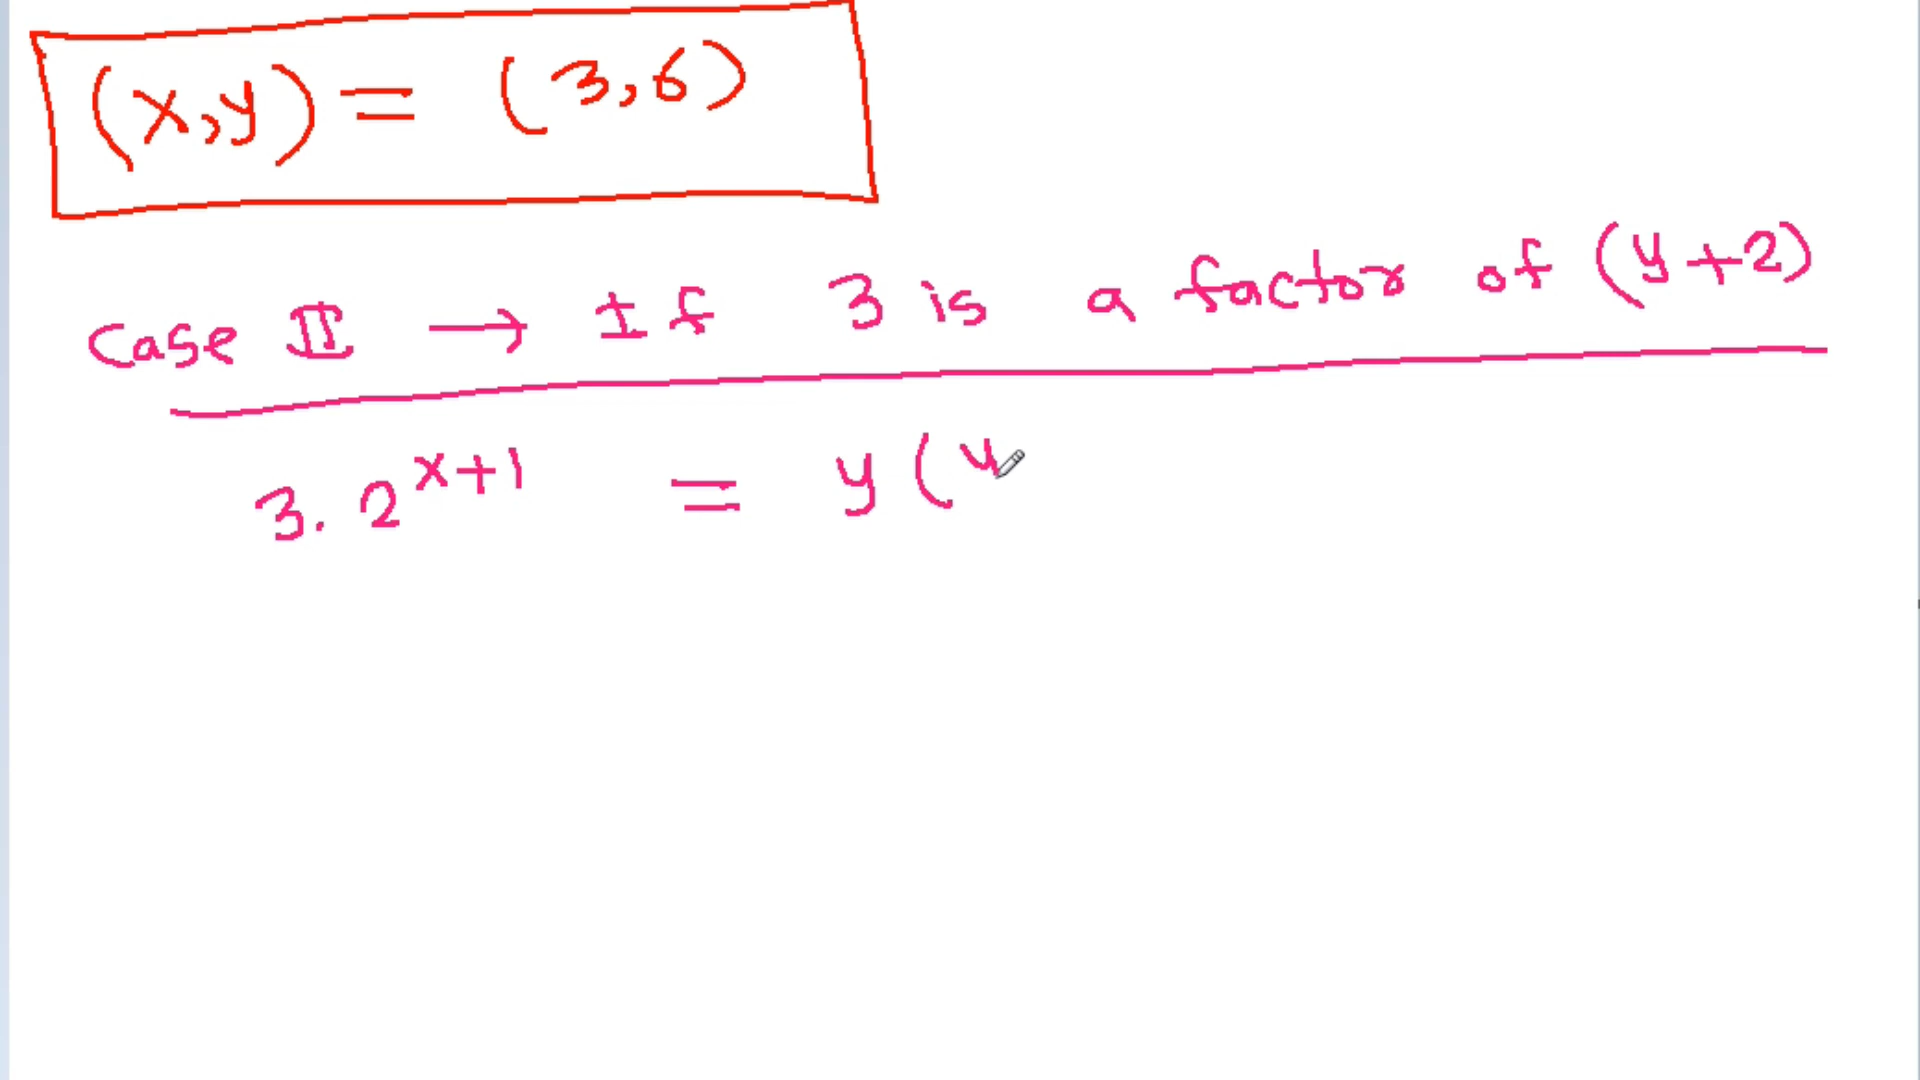 (x,y) = (3,6)
Case II → If 3 is a factor of (y+2)
3. 2^{x+1} = y(y